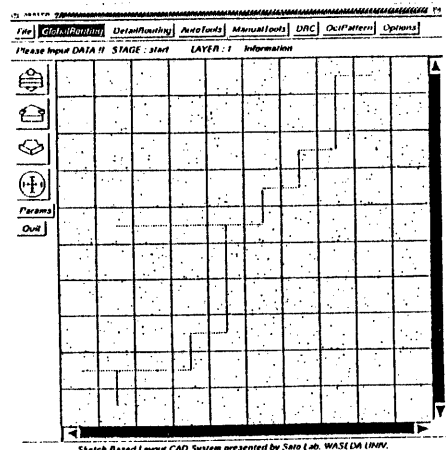 File GlobalRouting DetailRouting AutoTools ManualTools DRC OutPattern Options
Please Input DATA !! STAGE : start LAYER : 1 Information
Params
Quit
Sketch Based Layout CAD System presented by Sato Lab. WASEDA UNIV.